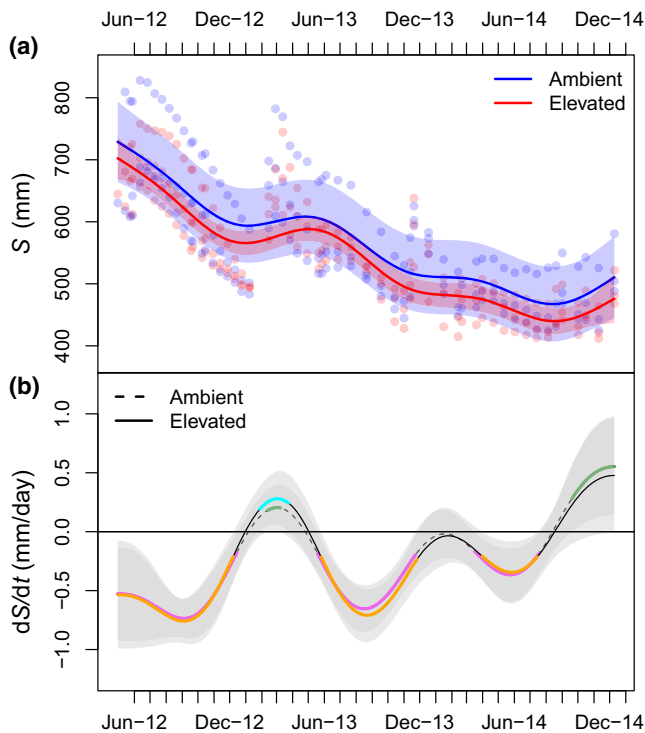 Jun−12 Dec−12 Jun−13 Dec−13 Jun−14 Dec−14
(a)
Ambient
Elevated
800
700
600
500
400
S (mm)
(b)
Ambient
Elevated
1.0
0.5
0.0
−0.5
−1.0
dS/dt (mm/day)
Jun−12 Dec−12 Jun−13 Dec−13 Jun−14 Dec−14